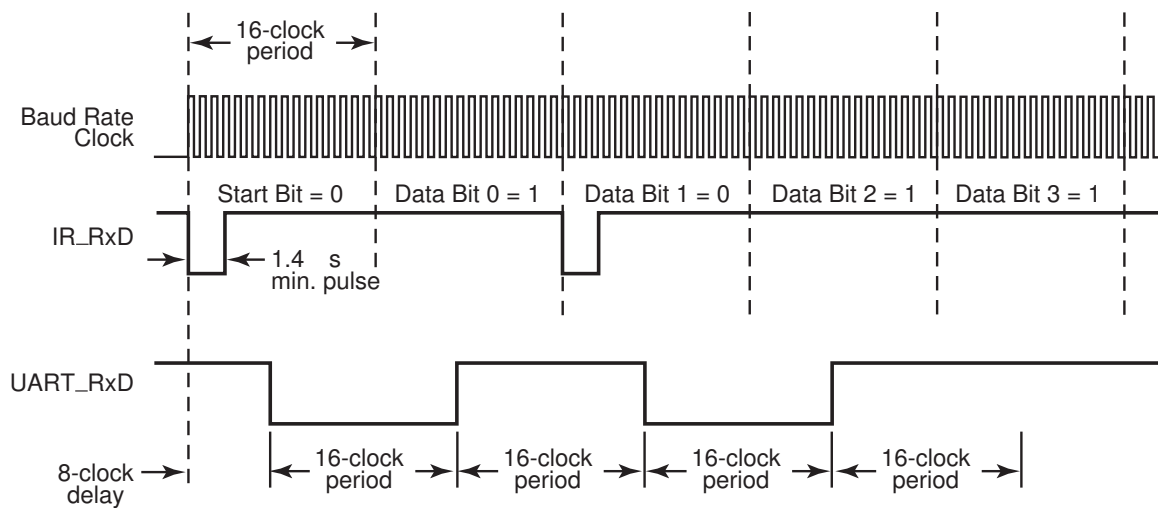 16-clock
period
Baud Rate
Clock
Start Bit = 0
Data Bit 0 = 1
Data Bit 1 = 0
Data Bit 2 = 1
Data Bit 3 = 1
IR_RxD
1.4 s
min. pulse
UART_RxD
16-clock
period
16-clock
period
16-clock
period
16-clock
period
8-clock
delay